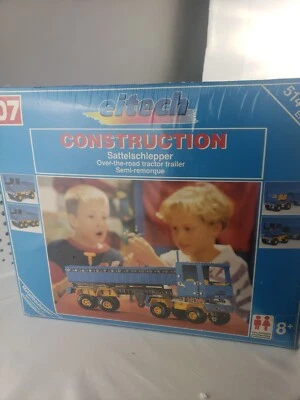 07
eitech
CONSTRUCTION
Sattelschlepper
Over-the-road tractor trailer
Semi-remorque
8+